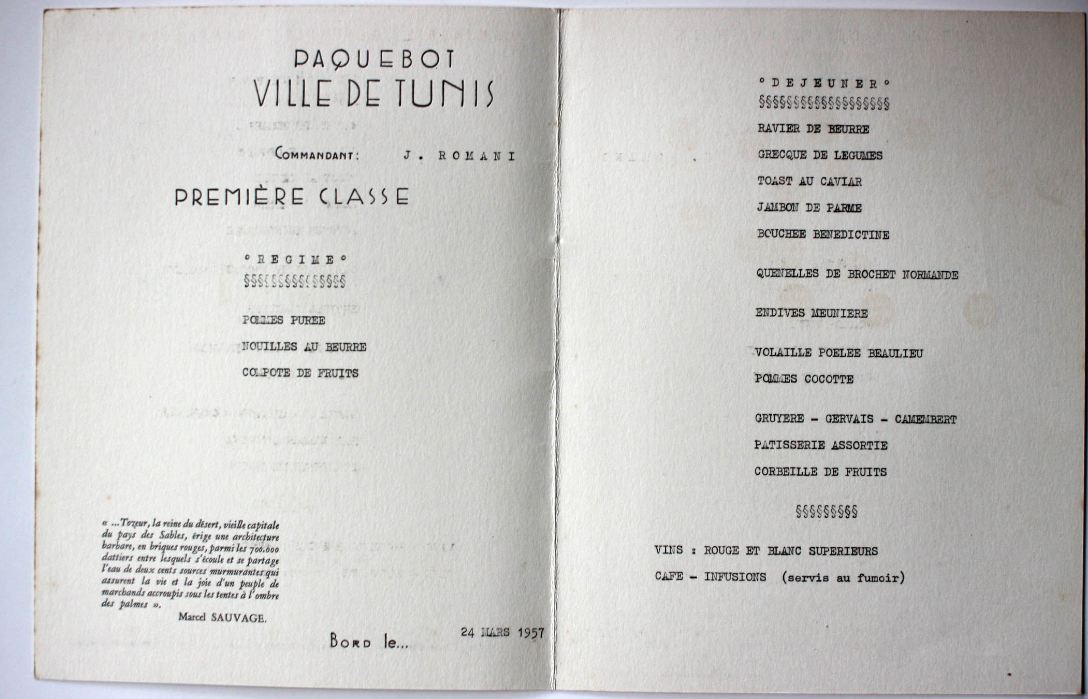 PAQUEBOT
VILLE DE TUNIS
COMMANDANT: J. ROMANI
PREMIÈRE CLASSE
°REGIME°
§§§§§§§§§§§§§§§
POMMES PUREE
NOUILLES AU BEURRE
COMPOTE DE FRUITS
« ...Tozeur, la reine du désert, vieille capitale
du pays des Sables, érige une architecture
barbare, en briques rouges, parmi les 700.000
dattiers entre lesquels s'écoule et se partage
l'eau de deux cents sources murmurantes qui
assurent la vie et la joie d'un peuple de
marchands accroupis sous les tentes à l'ombre
des palmes ».
Marcel SAUVAGE.
BORD le... 24 MARS 1957
°DEJEUNER°
§§§§§§§§§§§§§§§§§§§
RAVIER DE BEURRE
GRECQUE DE LEGUMES
TOAST AU CAVIAR
JAMBON DE PARME
BOUCHEE BENEDICTINE
QUENELLES DE BROCHET NORMANDE
ENDIVES MEUNIERE
VOLAILLE POELEE BEAULIEU
POMMES COCOTTE
GRUYERE - GERVAIS - CAMEMBERT
PATISSERIE ASSORTIE
CORBEILLE DE FRUITS
§§§§§§§§§
VINS : ROUGE ET BLANC SUPERIEURS
CAFE - INFUSIONS (servis au fumoir)